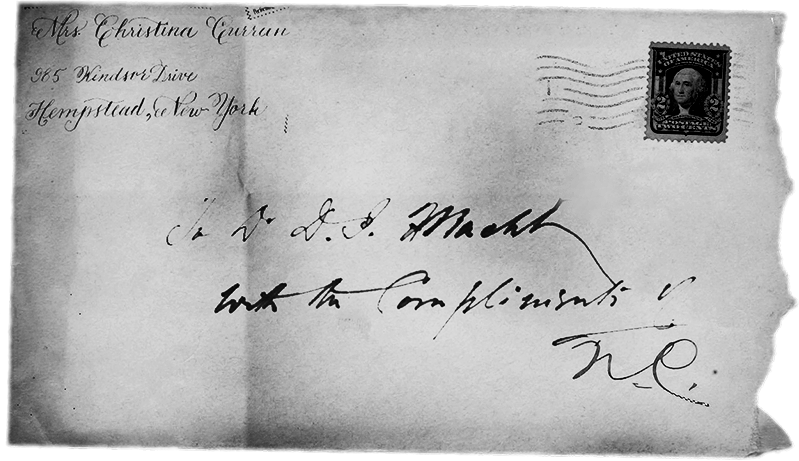 Mrs. Christina Curran
985 Windsor Drive
Hempstead, New York
UNITED STATES
OF AMERICA
2 2
POSTAGE
TWO CENTS
To Dr D. I. Macht
with the Compliments of
N. C.